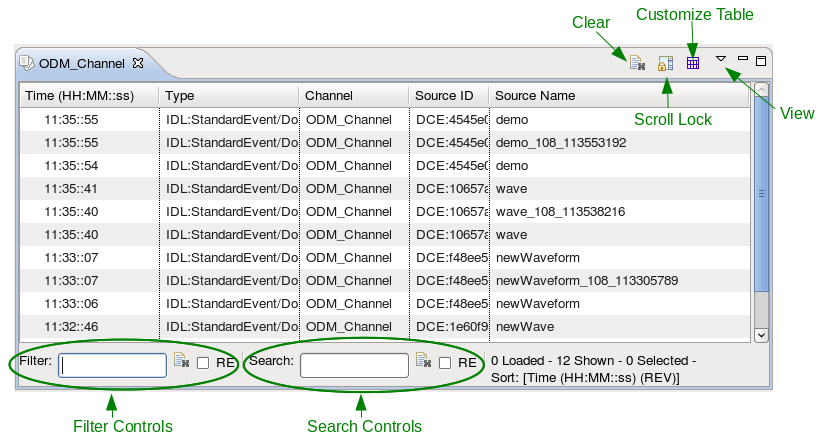 Customize Table
Clear
ODM_Channel
Scroll Lock
View
Time (HH:MM::ss) Type Channel Source ID Source Name
11:35::55 IDL:StandardEvent/Do ODM_Channel DCE:4545e0 demo
11:35::55 IDL:StandardEvent/Do ODM_Channel DCE:4545e0 demo_108_113553192
11:35::54 IDL:StandardEvent/Do ODM_Channel DCE:4545e0 demo
11:35::41 IDL:StandardEvent/Do ODM_Channel DCE:10657a wave
11:35::40 IDL:StandardEvent/Do ODM_Channel DCE:10657a wave_108_113538216
11:35::40 IDL:StandardEvent/Do ODM_Channel DCE:10657a wave
11:33::07 IDL:StandardEvent/Do ODM_Channel DCE:f48ee5 newWaveform
11:33::07 IDL:StandardEvent/Do ODM_Channel DCE:f48ee5 newWaveform_108_113305789
11:33::06 IDL:StandardEvent/Do ODM_Channel DCE:f48ee5 newWaveform
11:32::46 IDL:StandardEvent/Do ODM_Channel DCE:1e60f9 newWave
Filter: RE Search: RE 0 Loaded - 12 Shown - 0 Selected -
Sort: [Time (HH:MM::ss) (REV)]
Filter Controls Search Controls